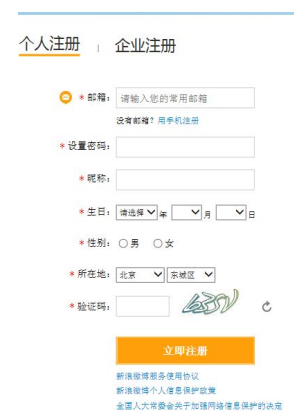 个人注册 | 企业注册
* 邮箱: 请输入您的常用邮箱
没有邮箱? 用手机注册
* 设置密码:
* 昵称:
* 生日: 请选择 年 月 日
* 性别: 男 女
* 所在地: 北京 东城区
* 验证码:
立即注册
新浪微博服务使用协议
新浪微博个人信息保护政策
全国人大常委会关于加强网络信息保护的决定